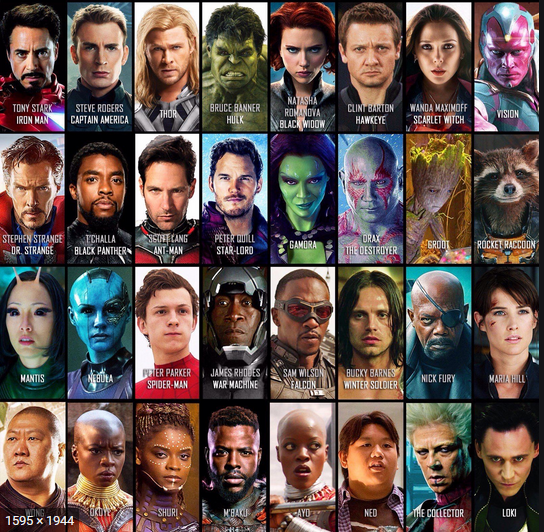 TONY STARK
IRON MAN
STEVE ROGERS
CAPTAIN AMERICA
THOR
BRUCE BANNER
HULK
NATASHA
ROMANOVA
BLACK WIDOW
CLINT BARTON
HAWKEYE
WANDA MAXIMOFF
SCARLET WITCH
VISION
STEPHEN STRANGE
DR. STRANGE
T'CHALLA
BLACK PANTHER
SCOTT LANG
ANT-MAN
PETER QUILL
STAR-LORD
GAMORA
DRAX
THE DESTROYER
GROOT
ROCKET RACCOON
MANTIS
NEBULA
PETER PARKER
SPIDER-MAN
JAMES RHODES
WAR MACHINE
SAM WILSON
FALCON
BUCKY BARNES
WINTER SOLDIER
NICK FURY
MARIA HILL
WONG
OKOYE
SHURI
M'BAKU
AYO
NED
THE COLLECTOR
LOKI
1595 × 1944